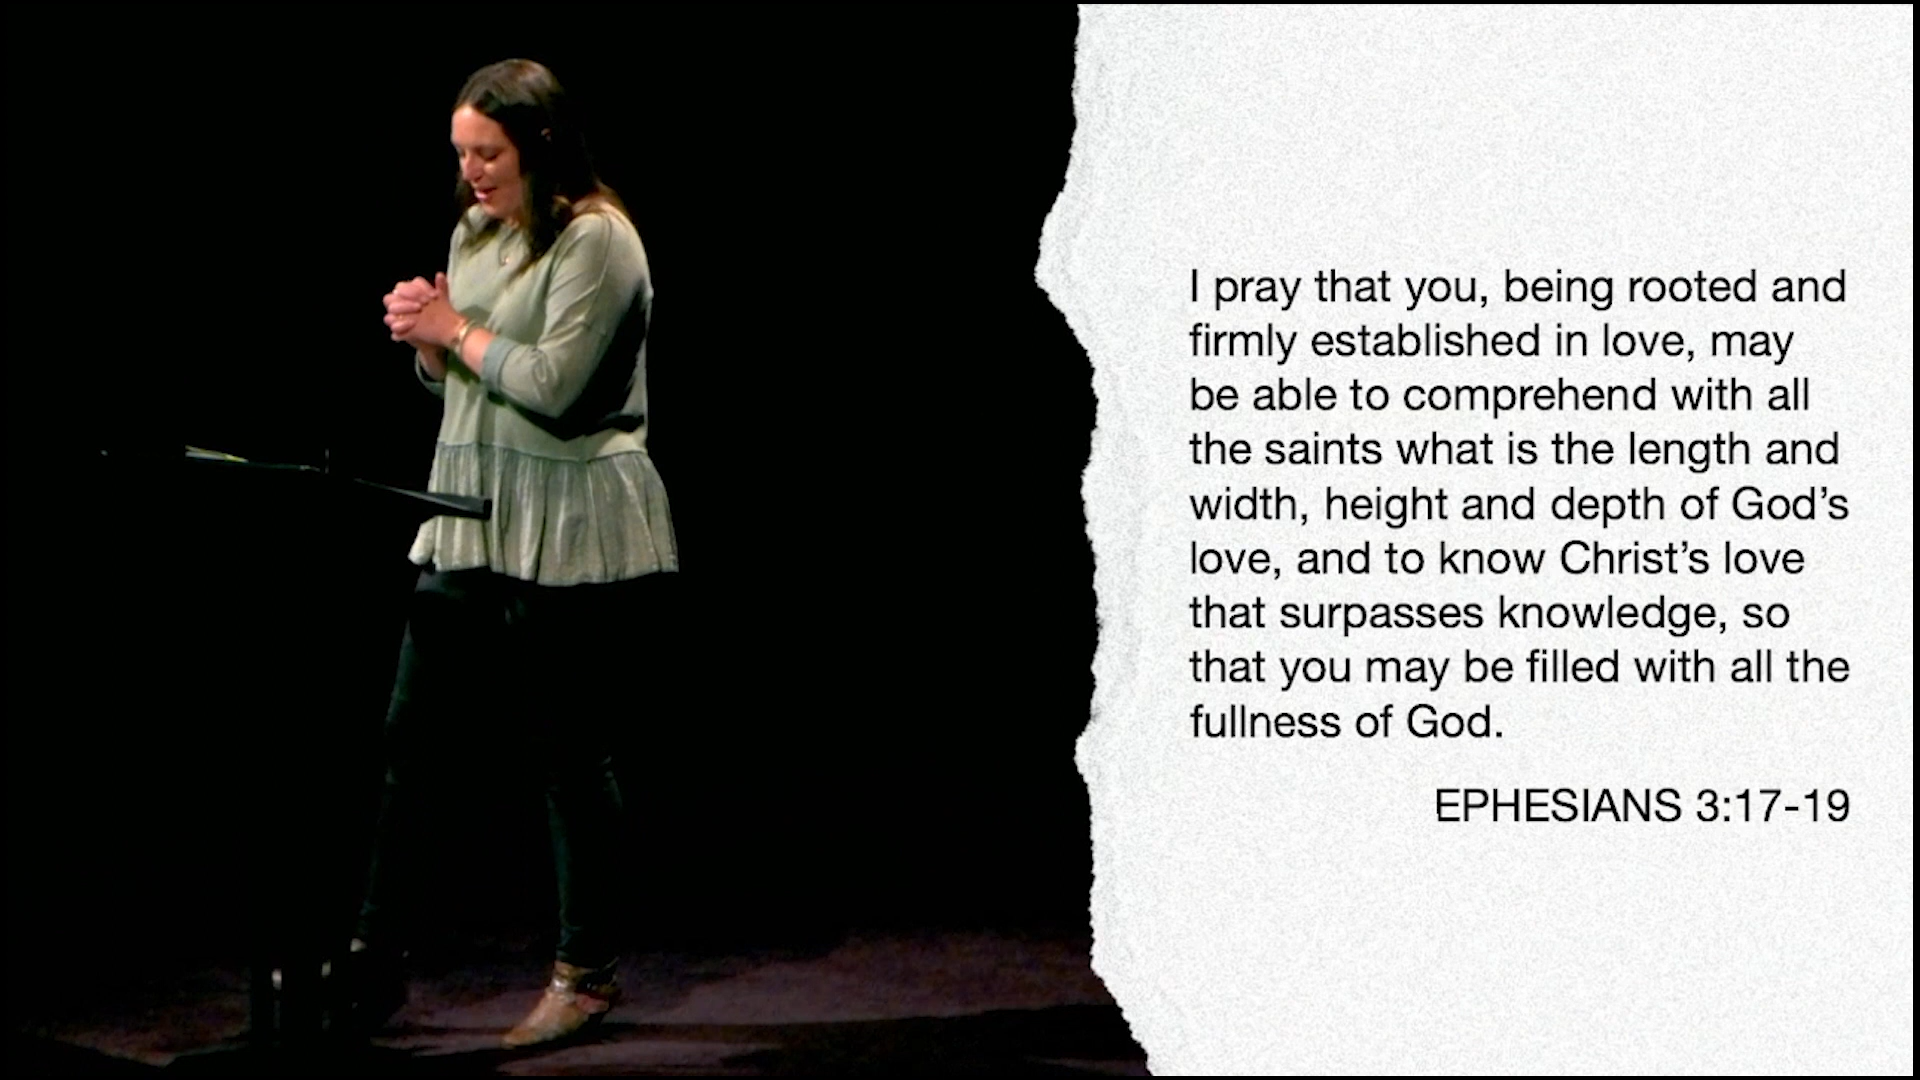 I pray that you, being rooted and
firmly established in love, may
be able to comprehend with all
the saints what is the length and
width, height and depth of God’s
love, and to know Christ’s love
that surpasses knowledge, so
that you may be filled with all the
fullness of God.
EPHESIANS 3:17-19